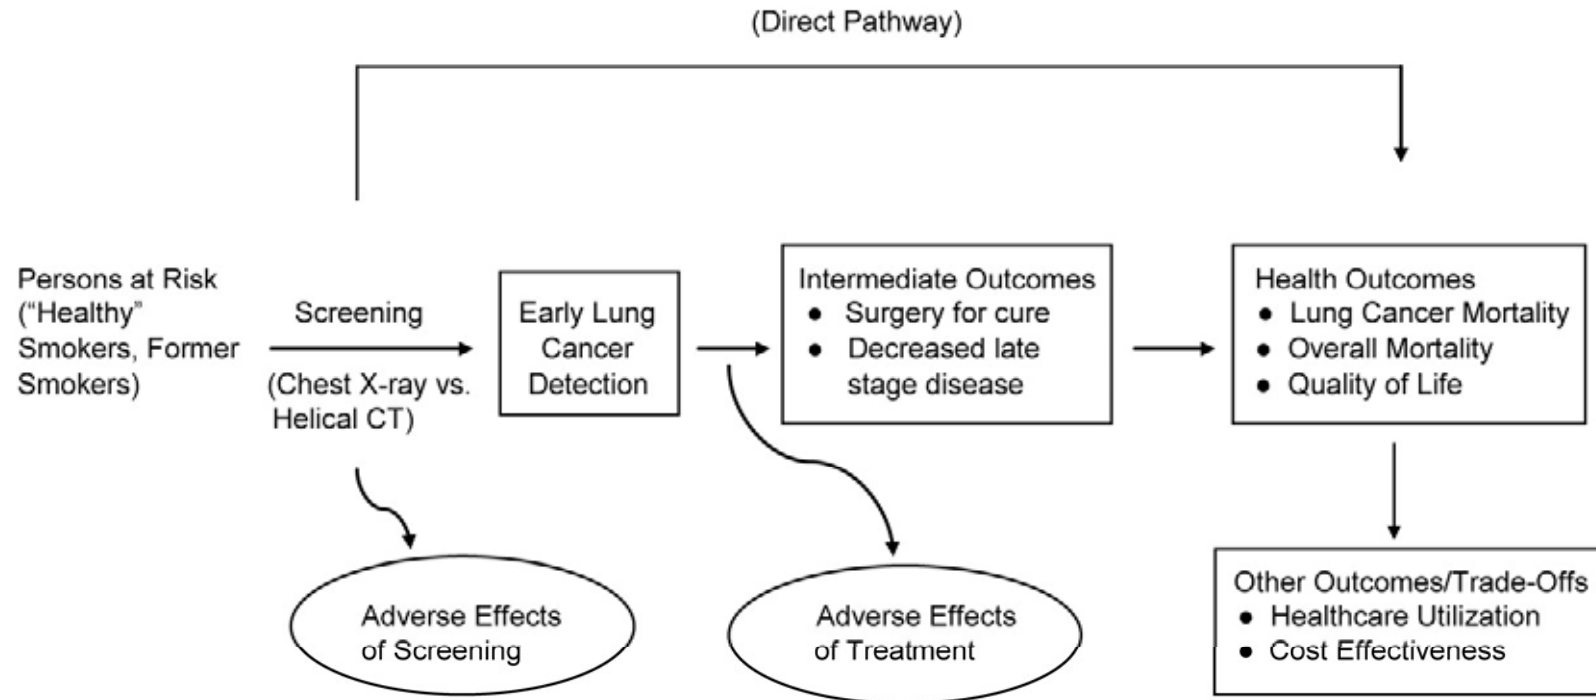 (Direct Pathway)
Persons at Risk
(“Healthy”
Smokers, Former
Smokers)
Screening
(Chest X-ray vs.
Helical CT)
Early Lung
Cancer
Detection
Intermediate Outcomes
● Surgery for cure
● Decreased late
stage disease
Health Outcomes
● Lung Cancer Mortality
● Overall Mortality
● Quality of Life
Adverse Effects
of Screening
Adverse Effects
of Treatment
Other Outcomes/Trade-Offs
● Healthcare Utilization
● Cost Effectiveness